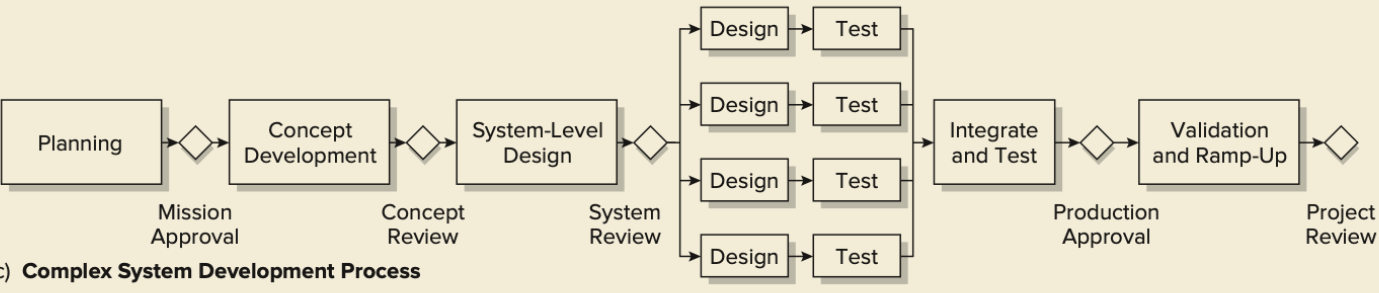 Design
Test
Design
Test
Planning
Concept
Development
System-Level
Design
Integrate
and Test
Validation
and Ramp-Up
Design
Test
Mission
Approval
Concept
Review
System
Review
Production
Approval
Project
Review
Design
Test
c) Complex System Development Process